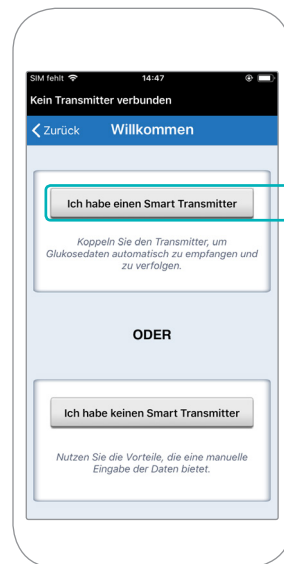 SIM fehlt 14:47
Kein Transmitter verbunden
Zurück Willkommen
Ich habe einen Smart Transmitter
Koppeln Sie den Transmitter, um
Glukosedaten automatisch zu empfangen und
zu verfolgen.
ODER
Ich habe keinen Smart Transmitter
Nutzen Sie die Vorteile, die eine manuelle
Eingabe der Daten bietet.